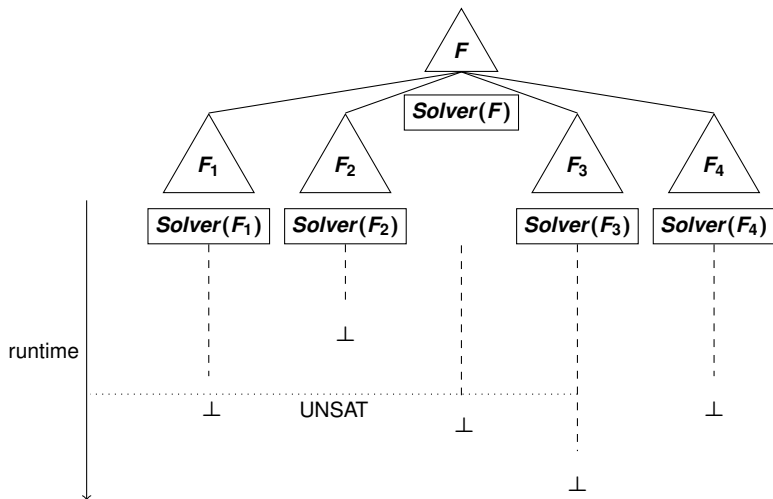 F
Solver(F)
F₁ F₂ F₃ F₄
Solver(F₁) Solver(F₂) Solver(F₃) Solver(F₄)
⊥
runtime
⊥ UNSAT ⊥
⊥
⊥